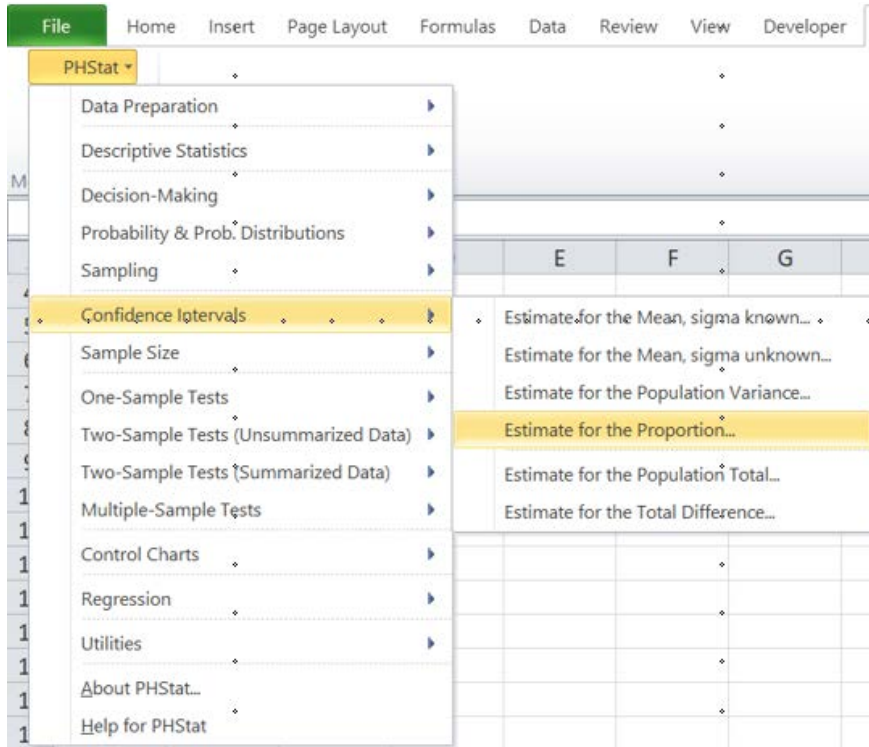 File Home Insert Page Layout Formulas Data Review View Developer
PHStat
Data Preparation
Descriptive Statistics
M
Decision-Making
Probability & Prob. Distributions
Sampling
E F G
Confidence Intervals
Sample Size
One-Sample Tests
Two-Sample Tests (Unsummarized Data)
Two-Sample Tests (Summarized Data)
Multiple-Sample Tests
Control Charts
Regression
Utilities
About PHStat...
Help for PHStat
Estimate for the Mean, sigma known...
Estimate for the Mean, sigma unknown...
Estimate for the Population Variance...
Estimate for the Proportion...
Estimate for the Population Total...
Estimate for the Total Difference...